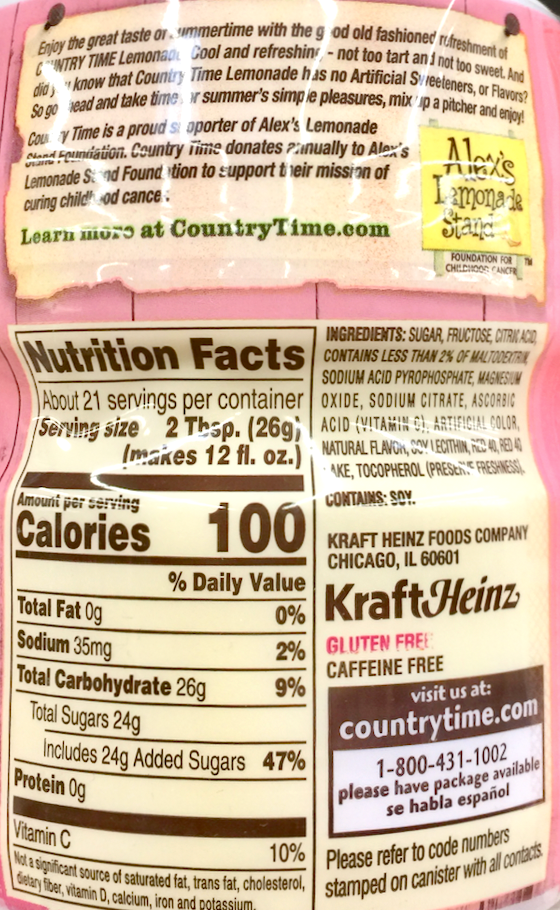 Enjoy the great taste of summertime with the good old fashioned refreshment of
COUNTRY TIME Lemonade. Cool and refreshing - not too tart and not too sweet. And
did you know that Country Time Lemonade has no Artificial Sweeteners, or Flavors?
So go ahead and take time for summer's simple pleasures, mix up a pitcher and enjoy!
Country Time is a proud supporter of Alex's Lemonade
Stand Foundation. Country Time donates annually to Alex's
Lemonade Stand Foundation to support their mission of
curing childhood cancer.
Learn more at CountryTime.com
Alex's
Lemonade
Stand
FOUNDATION FOR
CHILDHOOD CANCER
TM
Nutrition Facts
About 21 servings per container
Serving size 2 Tbsp. (26g)
(makes 12 fl. oz.)
Amount per serving
Calories 100
% Daily Value
Total Fat 0g 0%
Sodium 35mg 2%
Total Carbohydrate 26g 9%
Total Sugars 24g
Includes 24g Added Sugars 47%
Protein 0g
Vitamin C 10%
Not a significant source of saturated fat, trans fat, cholesterol,
dietary fiber, vitamin D, calcium, iron and potassium.
INGREDIENTS: SUGAR, FRUCTOSE, CITRIC ACID,
CONTAINS LESS THAN 2% OF MALTODEXTRIN,
SODIUM ACID PYROPHOSPHATE, MAGNESIUM
OXIDE, SODIUM CITRATE, ASCORBIC
ACID (VITAMIN C), ARTIFICIAL COLOR,
NATURAL FLAVOR, SOY LECITHIN, RED 40, RED 40
LAKE, TOCOPHEROL (PRESERVE FRESHNESS).
CONTAINS: SOY.
KRAFT HEINZ FOODS COMPANY
CHICAGO, IL 60601
KraftHeinz
GLUTEN FREE
CAFFEINE FREE
visit us at:
countrytime.com
1-800-431-1002
please have package available
se habla español
Please refer to code numbers
stamped on canister with all contacts.